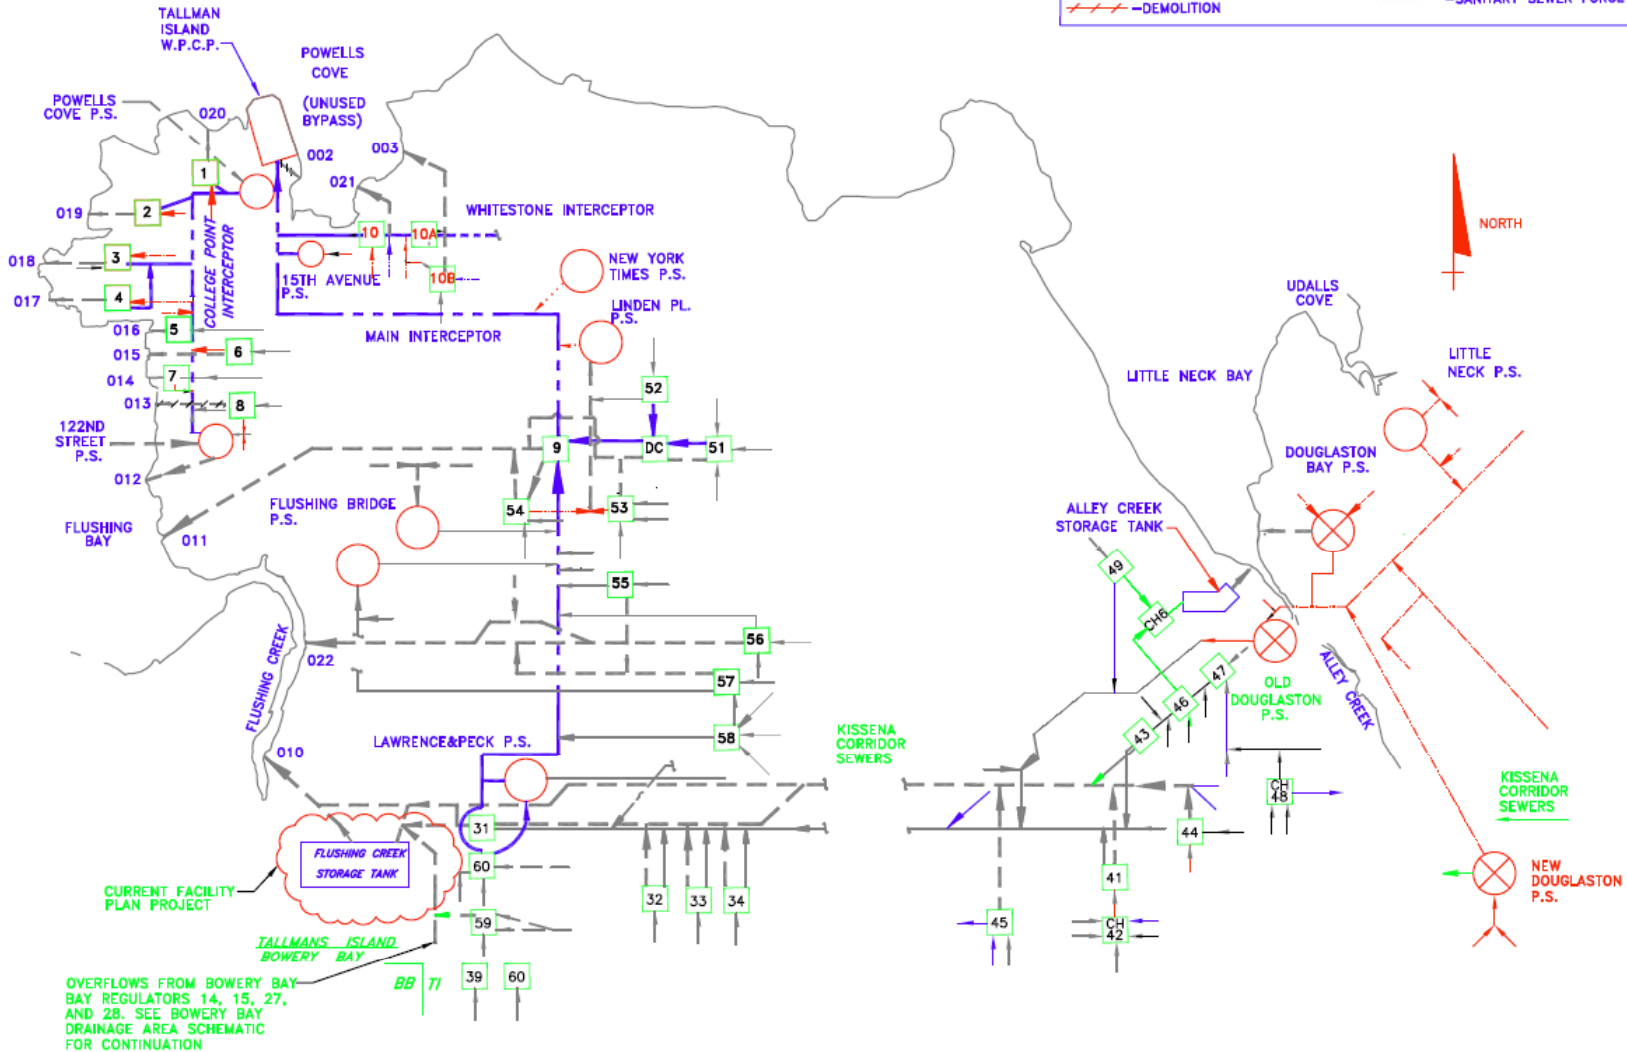 TALLMAN
ISLAND
W.P.C.P.
POWELLS
COVE
(UNUSED
BYPASS)
-DEMOLITION
POWELLS
COVE P.S.
020
002
003
021
1
2
019
3
018
4
017
COLLEGE POINT
INTERCEPTOR
WHITESTONE INTERCEPTOR
10
10A
10B
15TH AVENUE
P.S.
NEW YORK
TIMES P.S.
LINDEN PL.
P.S.
MAIN INTERCEPTOR
016
5
015
6
014
7
013
8
122ND
STREET
P.S.
012
FLUSHING
BAY
011
FLUSHING BRIDGE
P.S.
52
9
DC
51
54
53
55
56
57
58
022
FLUSHING CREEK
010
LAWRENCE&PECK P.S.
31
60
59
39
60
32
33
34
FLUSHING CREEK
STORAGE TANK
CURRENT FACILITY
PLAN PROJECT
TALLMANS ISLAND
BOWERY BAY
BB
TI
OVERFLOWS FROM BOWERY BAY
BAY REGULATORS 14, 15, 27,
AND 28. SEE BOWERY BAY
DRAINAGE AREA SCHEMATIC
FOR CONTINUATION
KISSENA
CORRIDOR
SEWERS
NORTH
UDALLS
COVE
LITTLE
NECK P.S.
LITTLE NECK BAY
DOUGLASTON
BAY P.S.
ALLEY CREEK
STORAGE TANK
49
CH6
47
46
43
OLD
DOUGLASTON
P.S.
ALLEY CREEK
CH
48
44
41
45
CH
42
KISSENA
CORRIDOR
SEWERS
NEW
DOUGLASTON
P.S.